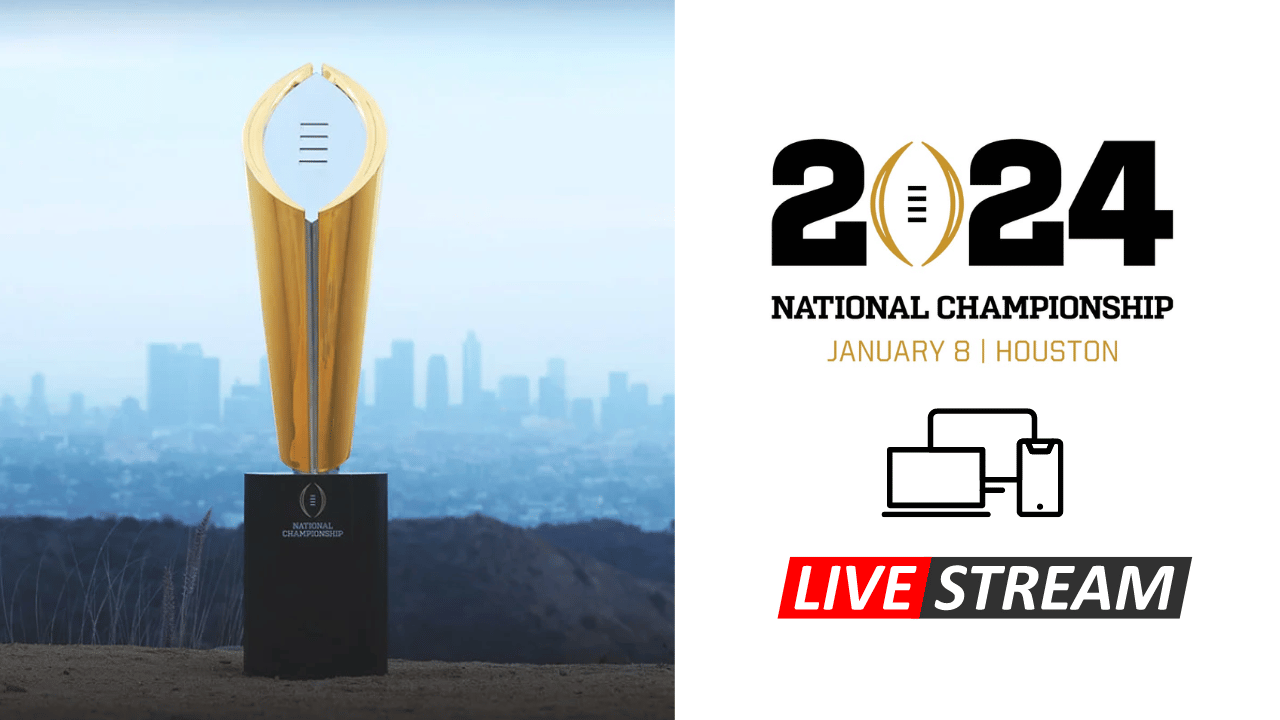 NATIONAL
CHAMPIONSHIP
2024
NATIONAL CHAMPIONSHIP
JANUARY 8 | HOUSTON
LIVE STREAM